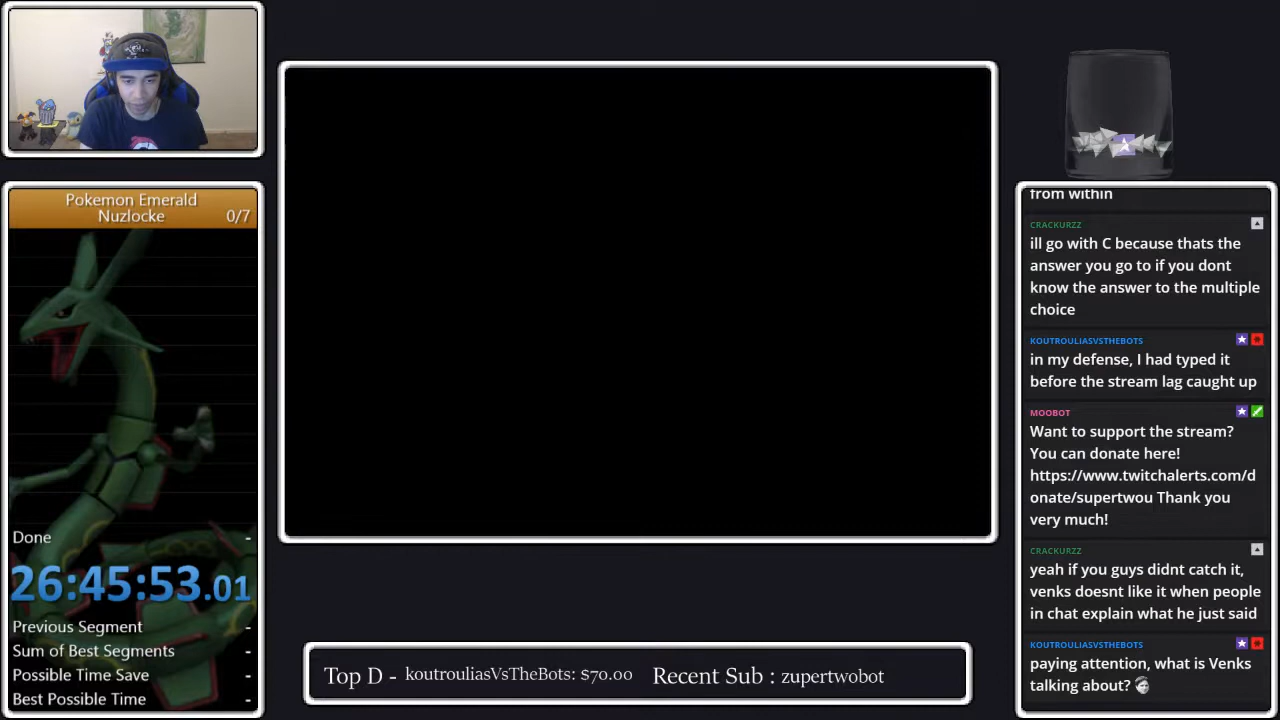 Pokemon Emerald
Nuzlocke 0/7
Done -
26:45:53.01
Previous Segment -
Sum of Best Segments -
Possible Time Save -
Best Possible Time -
Top D - koutrouliasVsTheBots: $70.00 Recent Sub : zupertwobot
from within
CRACKURZZ
ill go with C because thats the
answer you go to if you dont
know the answer to the multiple
choice
KOUTROULIASVSTHEBOTS
in my defense, I had typed it
before the stream lag caught up
MOOBOT
Want to support the stream?
You can donate here!
https://www.twitchalerts.com/d
onate/supertwou Thank you
very much!
CRACKURZZ
yeah if you guys didnt catch it,
venks doesnt like it when people
in chat explain what he just said
KOUTROULIASVSTHEBOTS
paying attention, what is Venks
talking about?